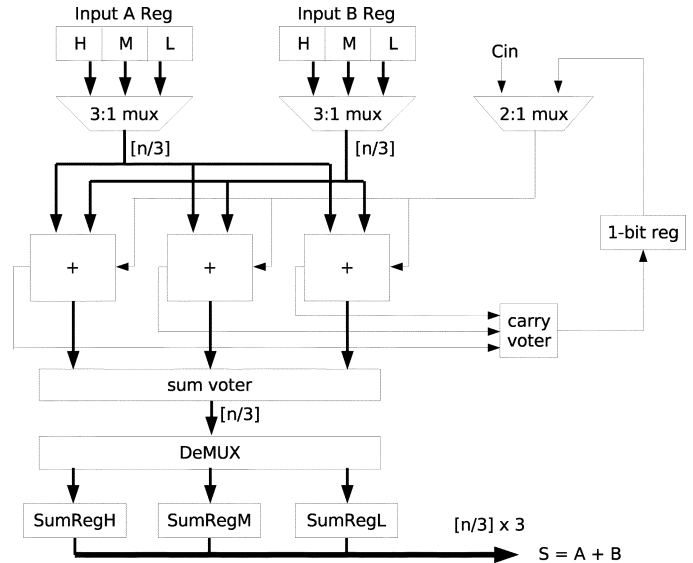 Input A Reg
Input B Reg
H M L
H M L
Cin
3:1 mux
3:1 mux
2:1 mux
[n/3]
[n/3]
1-bit reg
+
+
+
carry
voter
sum voter
[n/3]
DeMUX
SumRegH
SumRegM
SumRegL
[n/3] x 3
S = A + B